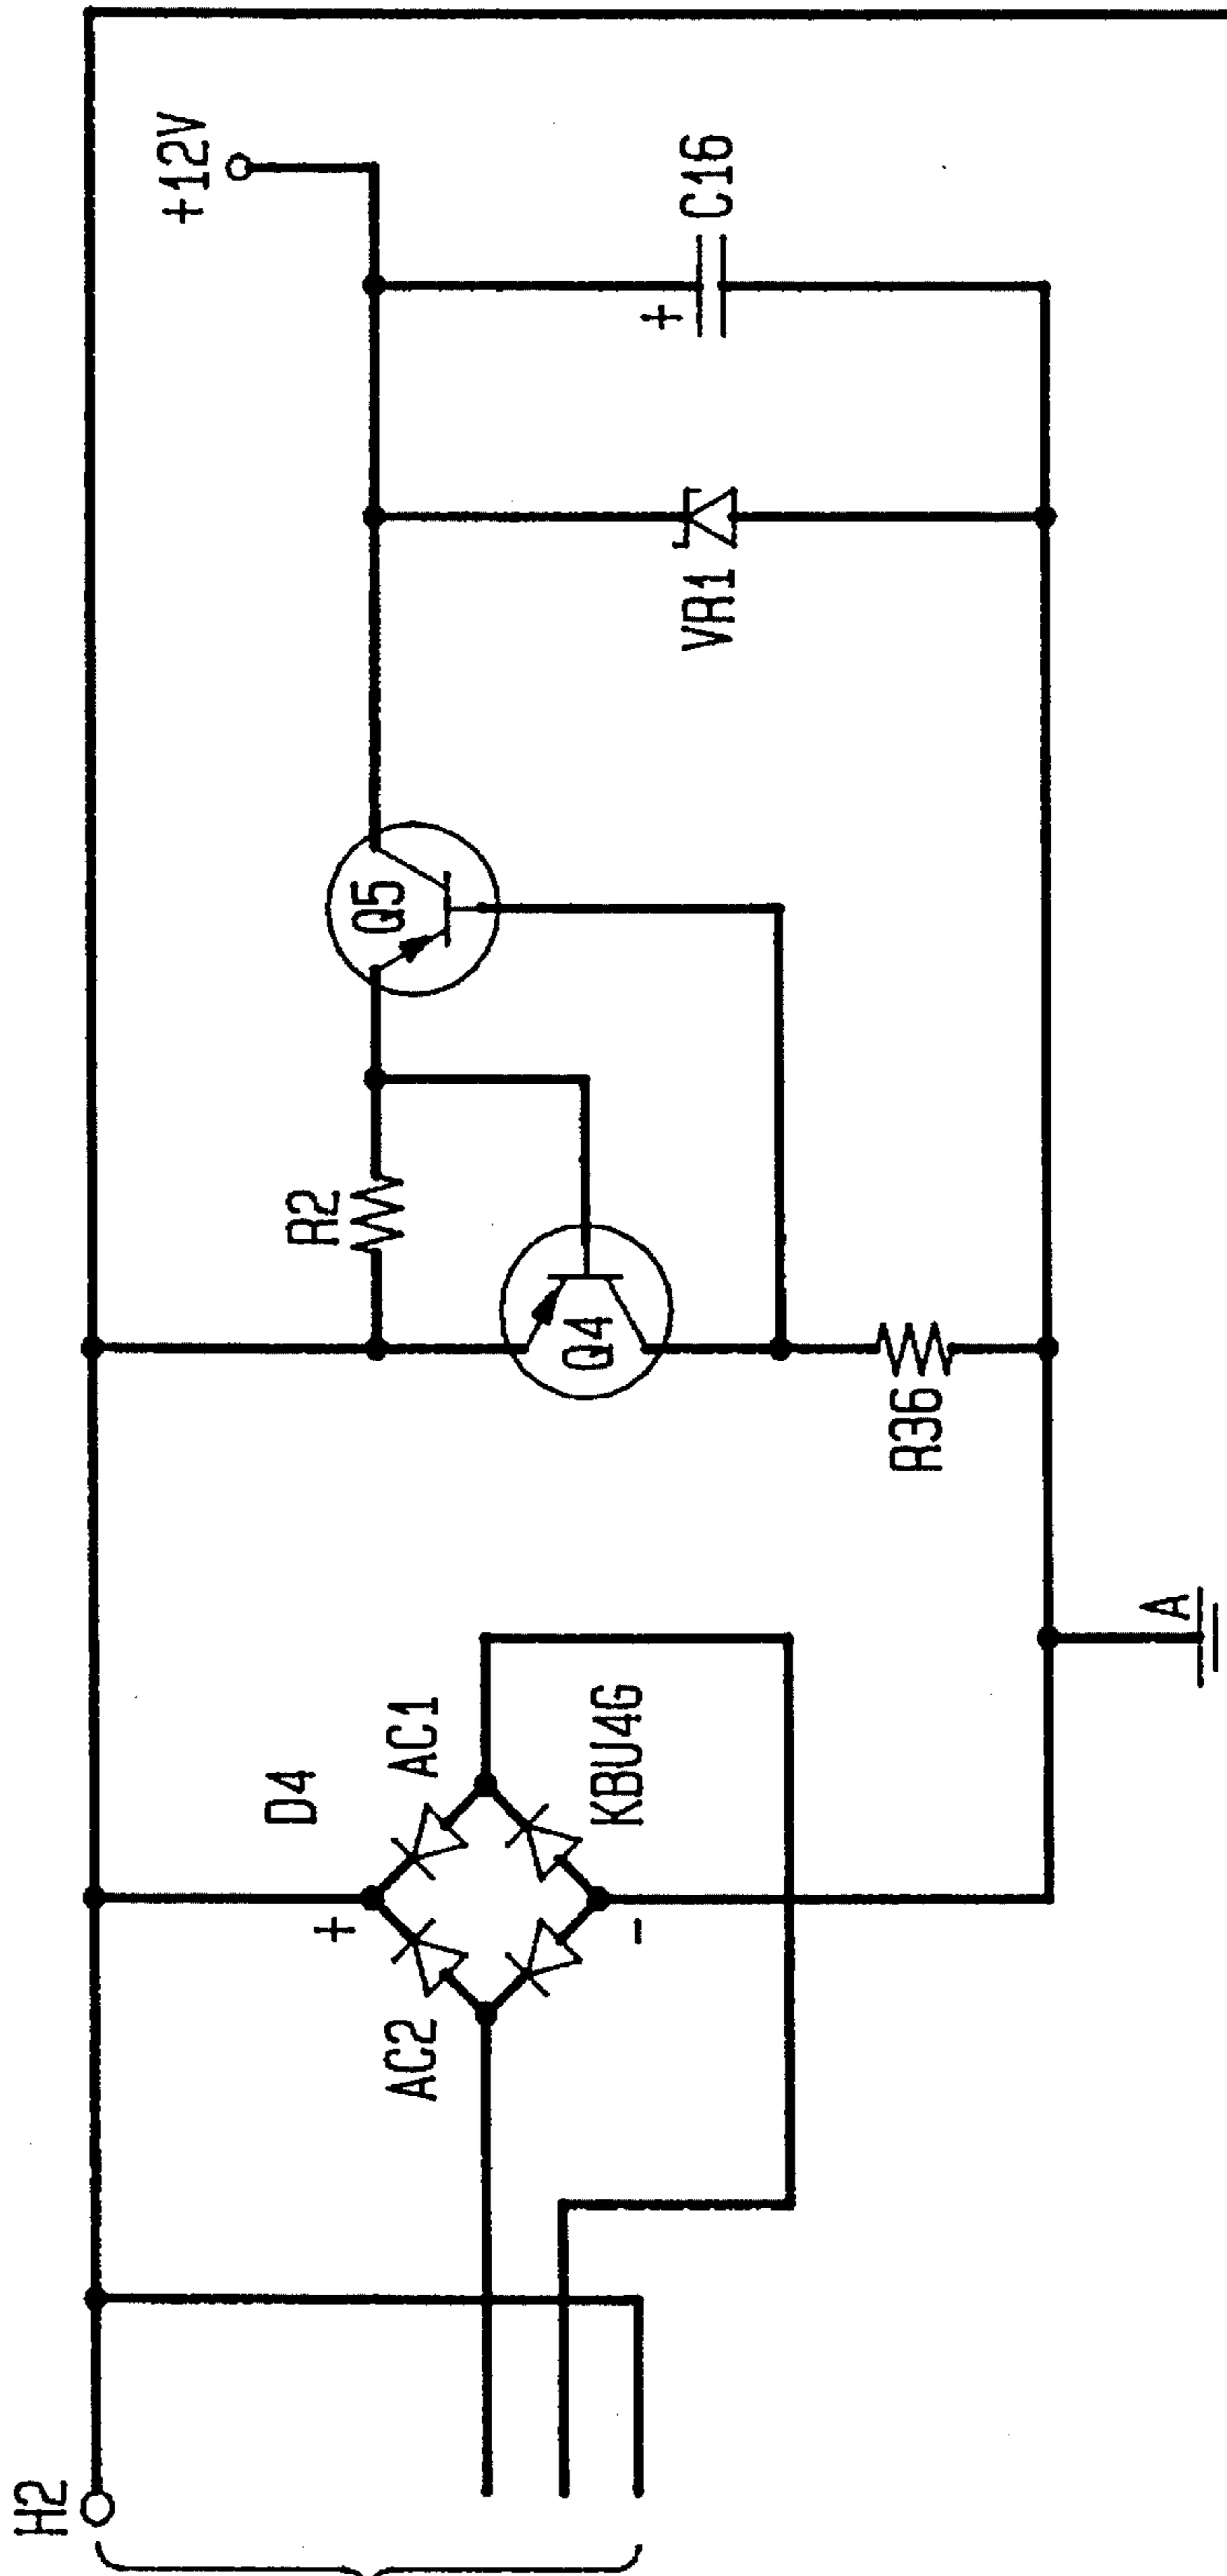 H2
D4
+
AC1
AC2
-
KBU4G
R2
Q4
R36
Q5
VR1
+12V
+
C16
A